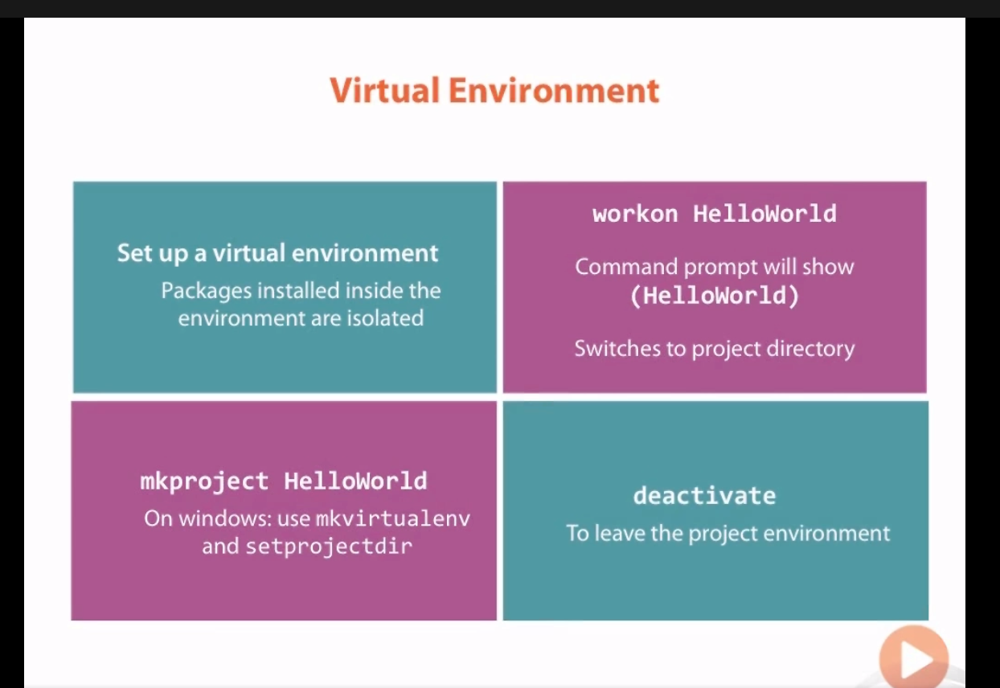 Virtual Environment
Set up a virtual environment
Packages installed inside the
environment are isolated
workon HelloWorld
Command prompt will show
(HelloWorld)
Switches to project directory
mkproject HelloWorld
On windows: use mkvirtualenv
and setprojectdir
deactivate
To leave the project environment